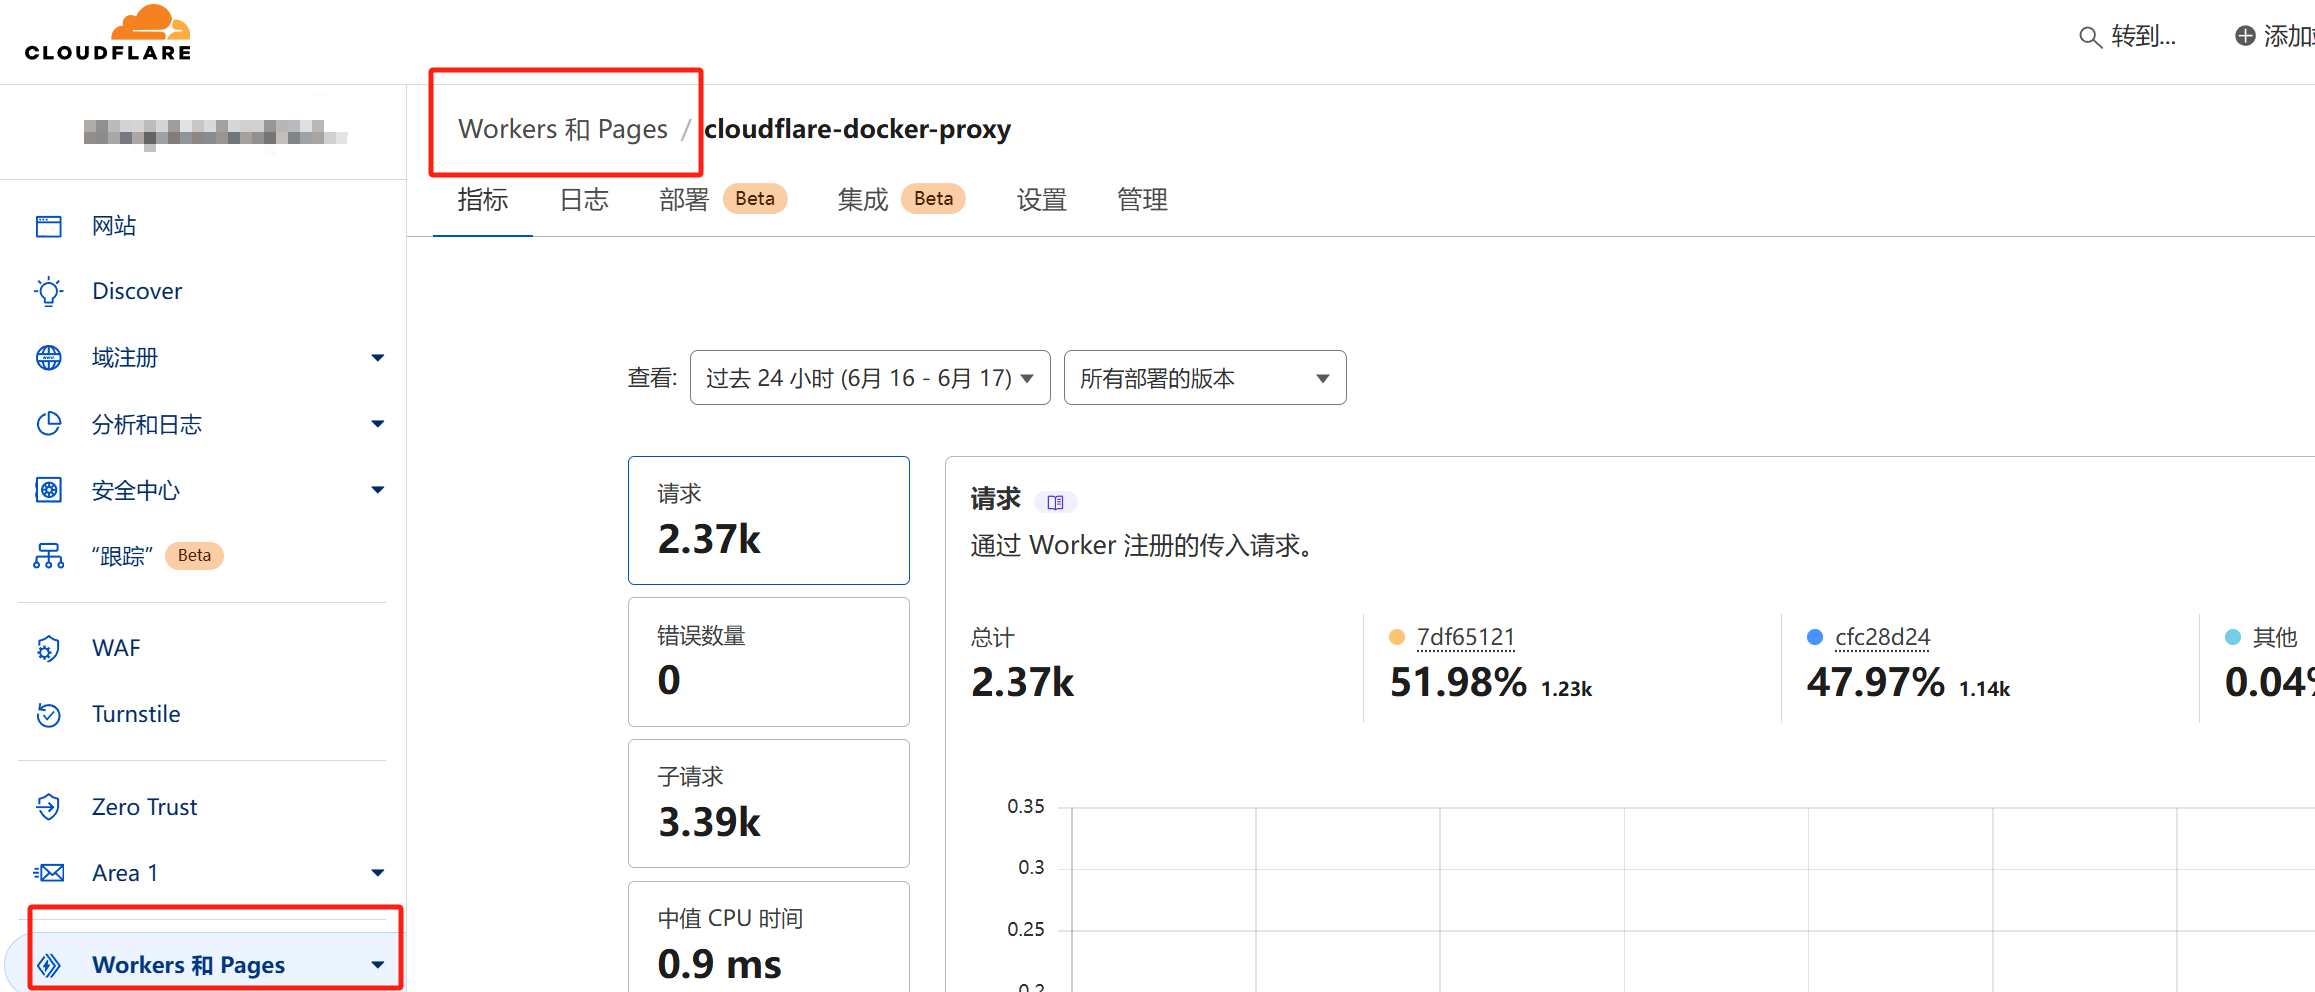 CLOUDFLARE
转到...
添加
Workers 和 Pages / cloudflare-docker-proxy
指标 日志 部署 Beta 集成 Beta 设置 管理
网站
Discover
域注册
分析和日志
安全中心
“跟踪” Beta
WAF
Turnstile
Zero Trust
Area 1
Workers 和 Pages
查看: 过去 24 小时 (6月 16 - 6月 17) 所有部署的版本
请求
2.37k
错误数量
0
子请求
3.39k
中值 CPU 时间
0.9 ms
请求
通过 Worker 注册的传入请求。
总计
2.37k
7df65121
51.98% 1.23k
cfc28d24
47.97% 1.14k
其他
0.04%
0.35
0.3
0.25
0.2